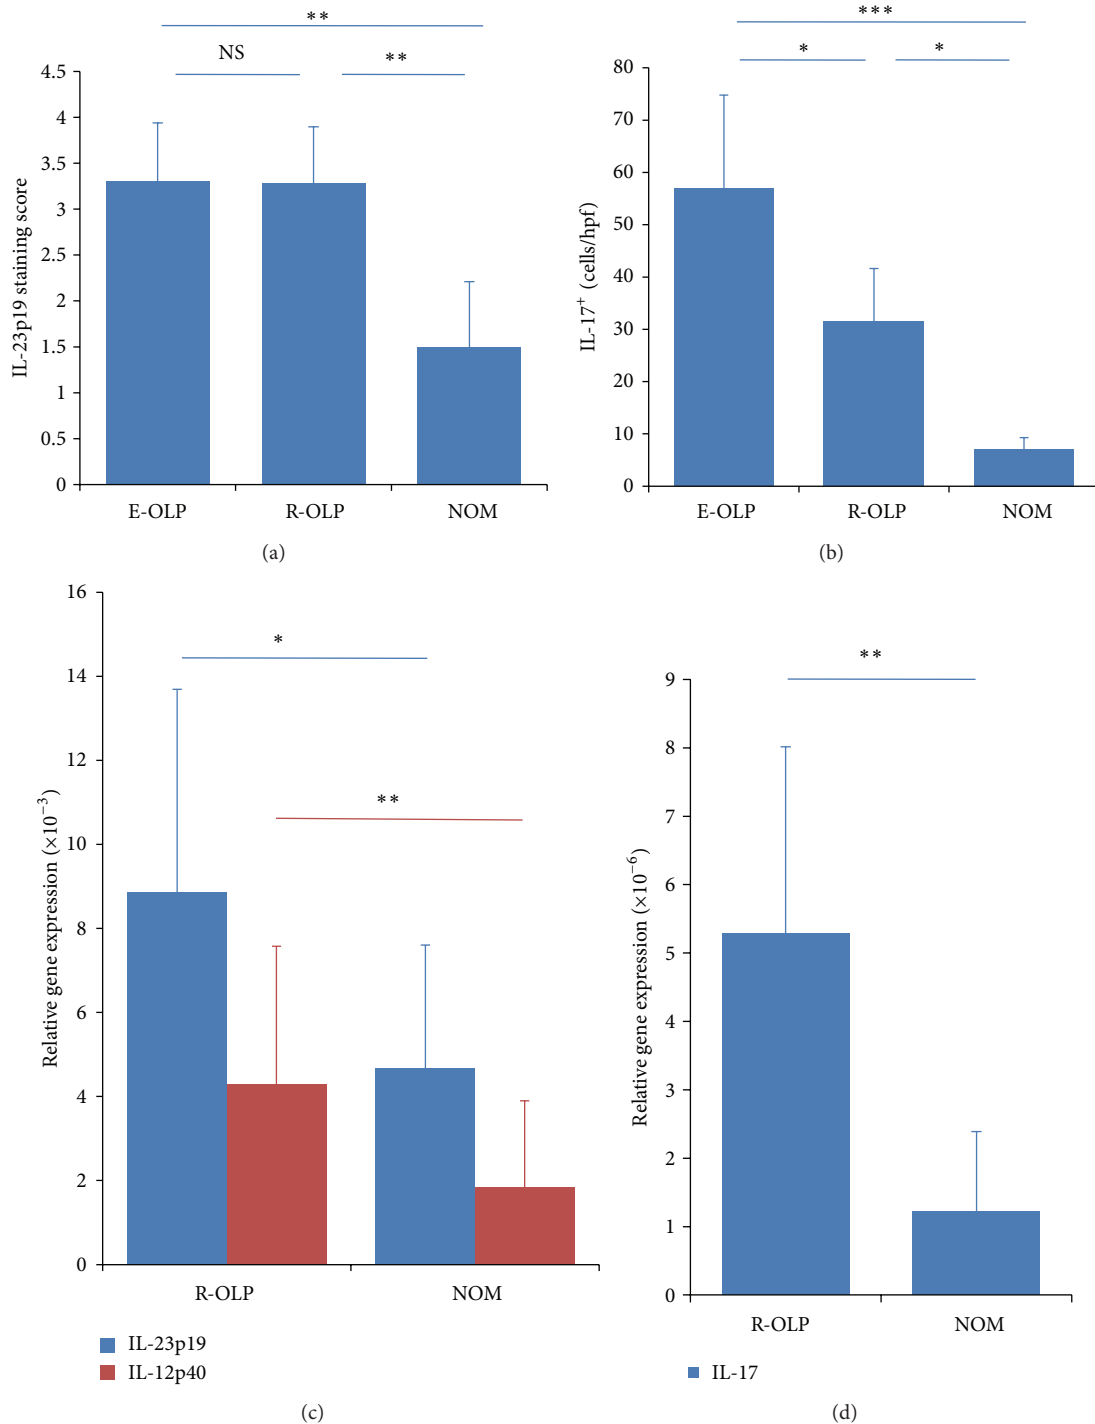 **
NS
**
4.5
4
3.5
3
2.5
2
1.5
1
0.5
0
IL-23p19 staining score
E-OLP R-OLP NOM
(a)
***
*
*
80
70
60
50
40
30
20
10
0
IL-17⁺ (cells/hpf)
E-OLP R-OLP NOM
(b)
16
14
12
10
8
6
4
2
0
Relative gene expression (×10⁻³)
*
**
R-OLP NOM
IL-23p19
IL-12p40
(c)
**
9
8
7
6
5
4
3
2
1
0
Relative gene expression (×10⁻⁶)
R-OLP NOM
IL-17
(d)